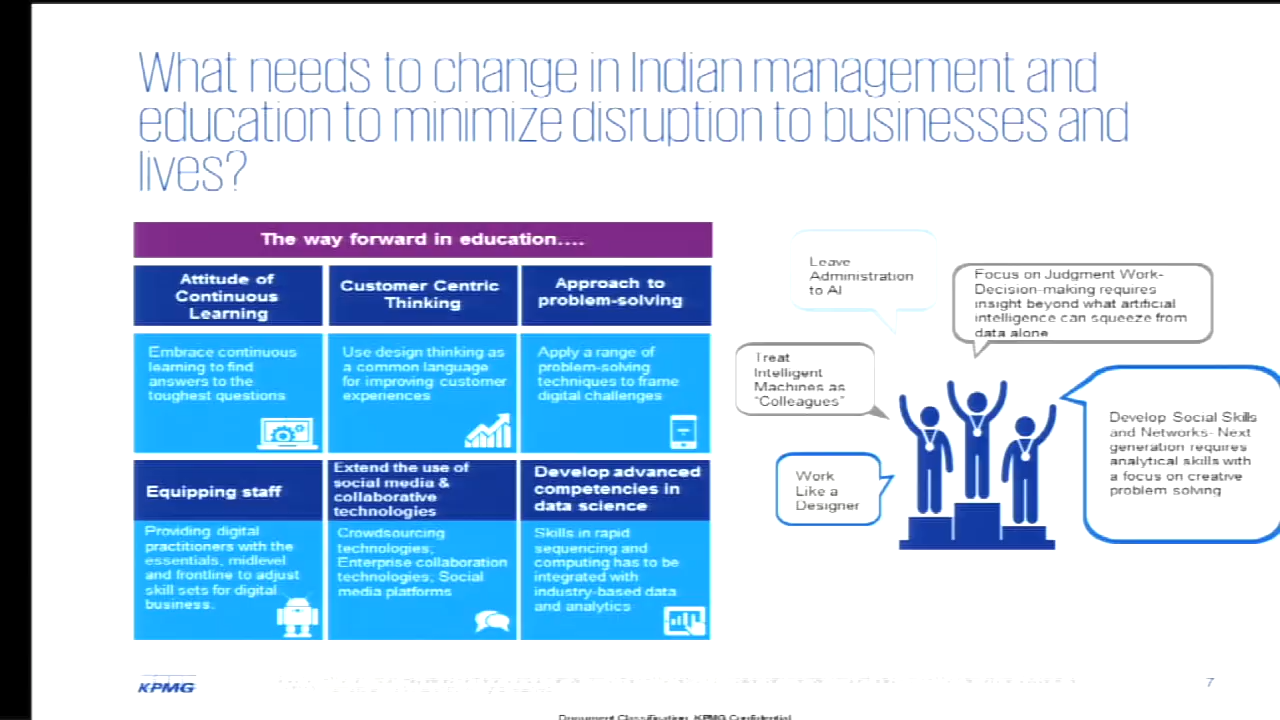 What needs to change in Indian management and
education to minimize disruption to businesses and
lives?
The way forward in education....
Attitude of
Continuous
Learning
Customer Centric
Thinking
Approach to
problem-solving
Embrace continuous
learning to find
answers to the
toughest questions
Use design thinking as
a common language
for improving customer
experiences
Apply a range of
problem-solving
techniques to frame
digital challenges
Equipping staff
Extend the use of
social media &
collaborative
technologies
Develop advanced
competencies in
data science
Providing digital
practitioners with the
essentials, midlevel
and frontline to adjust
skill sets for digital
business.
Crowdsourcing
technologies;
Enterprise collaboration
technologies; Social
media platforms
Skills in rapid
sequencing and
computing has to be
integrated with
industry-based data
and analytics
Leave
Administration
to AI
Focus on Judgment Work-
Decision-making requires
insight beyond what artificial
intelligence can squeeze from
data alone
Treat
Intelligent
Machines as
"Colleagues"
Work
Like a
Designer
Develop Social Skills
and Networks- Next
generation requires
analytical skills with
a focus on creative
problem solving
KPMG
7
Document Classification: KPMG Confidential